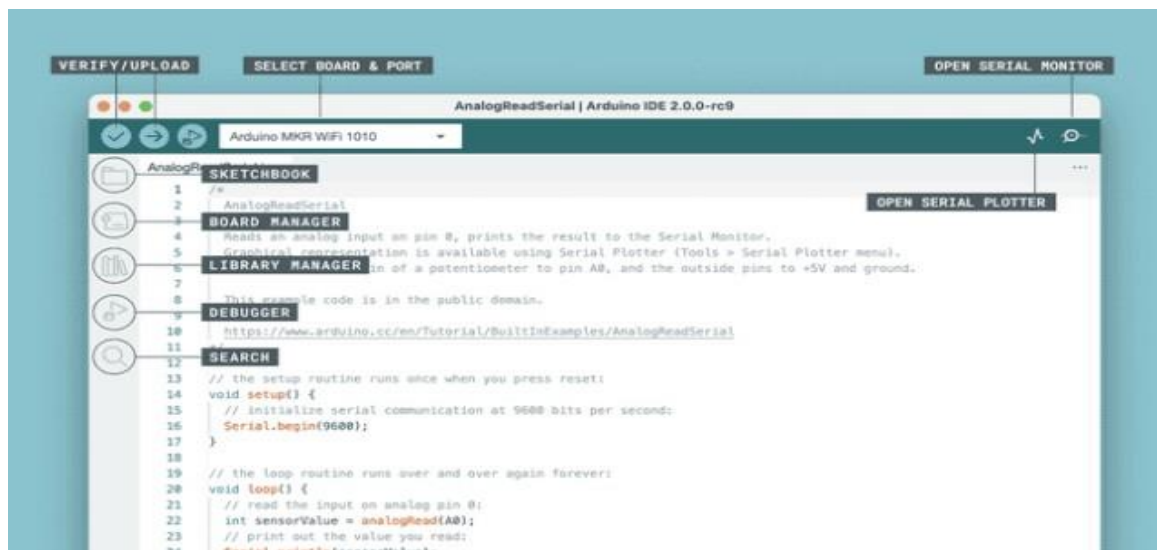 VERIFY/UPLOAD
SELECT BOARD & PORT
OPEN SERIAL MONITOR
AnalogReadSerial | Arduino IDE 2.0.0-rc9
Arduino MKR WiFi 1010
AnalogR
SKETCHBOOK
1 /*
2 AnalogReadSerial
OPEN SERIAL PLOTTER
3
BOARD MANAGER
4 Reads an analog input on pin 0, prints the result to the Serial Monitor.
5 Graphical representation is available using Serial Plotter (Tools > Serial Plotter menu).
LIBRARY MANAGER
6 in of a potentiometer to pin A0, and the outside pins to +5V and ground.
7
8 This example code is in the public domain.
DEBUGGER
9
10 https://www.arduino.cc/en/Tutorial/BuiltInExamples/AnalogReadSerial
11
SEARCH
12
13 // the setup routine runs once when you press reset:
14 void setup() {
15 // initialize serial communication at 9600 bits per second:
16 Serial.begin(9600);
17 }
18
19 // the loop routine runs over and over again forever:
20 void loop() {
21 // read the input on analog pin 0:
22 int sensorValue = analogRead(A0);
23 // print out the value you read: